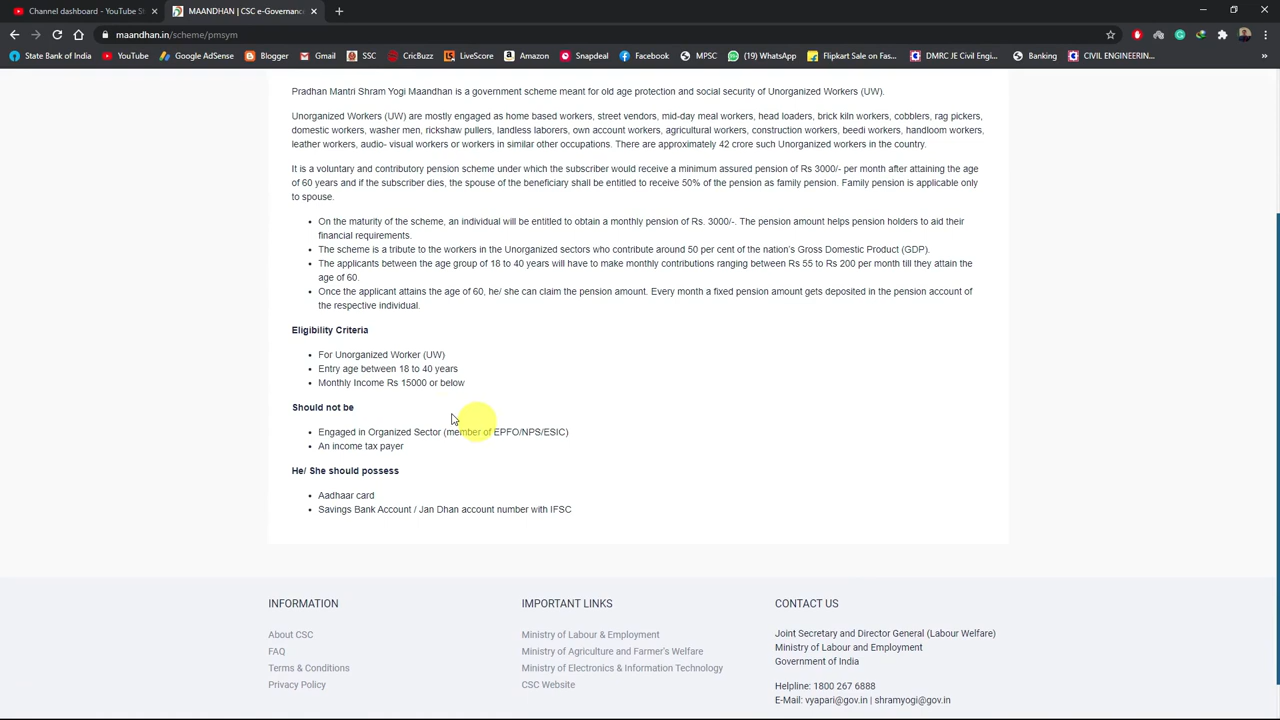 Channel dashboard - YouTube St
MAANDHAN | CSC e-Governance
maandhan.in/scheme/pmsym
State Bank of India
YouTube
Google AdSense
Blogger
Gmail
SSC
CricBuzz
LiveScore
Amazon
Snapdeal
Facebook
MPSC
(19) WhatsApp
Flipkart Sale on Fas...
DMRC JE Civil Engi...
Banking
CIVIL ENGINEERIN...
Pradhan Mantri Shram Yogi Maandhan is a government scheme meant for old age protection and social security of Unorganized Workers (UW).
Unorganized Workers (UW) are mostly engaged as home based workers, street vendors, mid-day meal workers, head loaders, brick kiln workers, cobblers, rag pickers,
domestic workers, washer men, rickshaw pullers, landless laborers, own account workers, agricultural workers, construction workers, beedi workers, handloom workers,
leather workers, audio- visual workers or workers in similar other occupations. There are approximately 42 crore such Unorganized workers in the country.
It is a voluntary and contributory pension scheme under which the subscriber would receive a minimum assured pension of Rs 3000/- per month after attaining the age
of 60 years and if the subscriber dies, the spouse of the beneficiary shall be entitled to receive 50% of the pension as family pension. Family pension is applicable only
to spouse.
• On the maturity of the scheme, an individual will be entitled to obtain a monthly pension of Rs. 3000/-. The pension amount helps pension holders to aid their
financial requirements.
• The scheme is a tribute to the workers in the Unorganized sectors who contribute around 50 per cent of the nation's Gross Domestic Product (GDP).
• The applicants between the age group of 18 to 40 years will have to make monthly contributions ranging between Rs 55 to Rs 200 per month till they attain the
age of 60.
• Once the applicant attains the age of 60, he/ she can claim the pension amount. Every month a fixed pension amount gets deposited in the pension account of
the respective individual.
Eligibility Criteria
• For Unorganized Worker (UW)
• Entry age between 18 to 40 years
• Monthly Income Rs 15000 or below
Should not be
• Engaged in Organized Sector (member of EPFO/NPS/ESIC)
• An income tax payer
He/ She should possess
• Aadhaar card
• Savings Bank Account / Jan Dhan account number with IFSC
INFORMATION
About CSC
FAQ
Terms & Conditions
Privacy Policy
IMPORTANT LINKS
Ministry of Labour & Employment
Ministry of Agriculture and Farmer's Welfare
Ministry of Electronics & Information Technology
CSC Website
CONTACT US
Joint Secretary and Director General (Labour Welfare)
Ministry of Labour and Employment
Government of India
Helpline: 1800 267 6888
E-Mail: vyapari@gov.in | shramyogi@gov.in